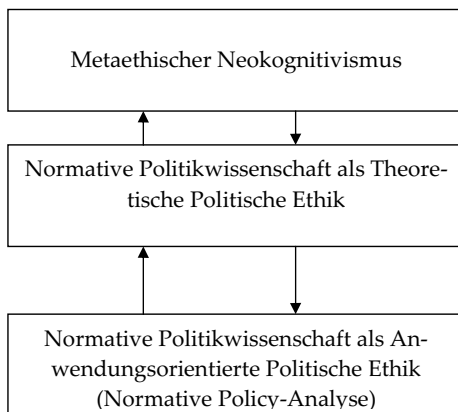 Metaethischer Neokognitivismus
Normative Politikwissenschaft als Theore-
tische Politische Ethik
Normative Politikwissenschaft als An-
wendungsorientierte Politische Ethik
(Normative Policy-Analyse)